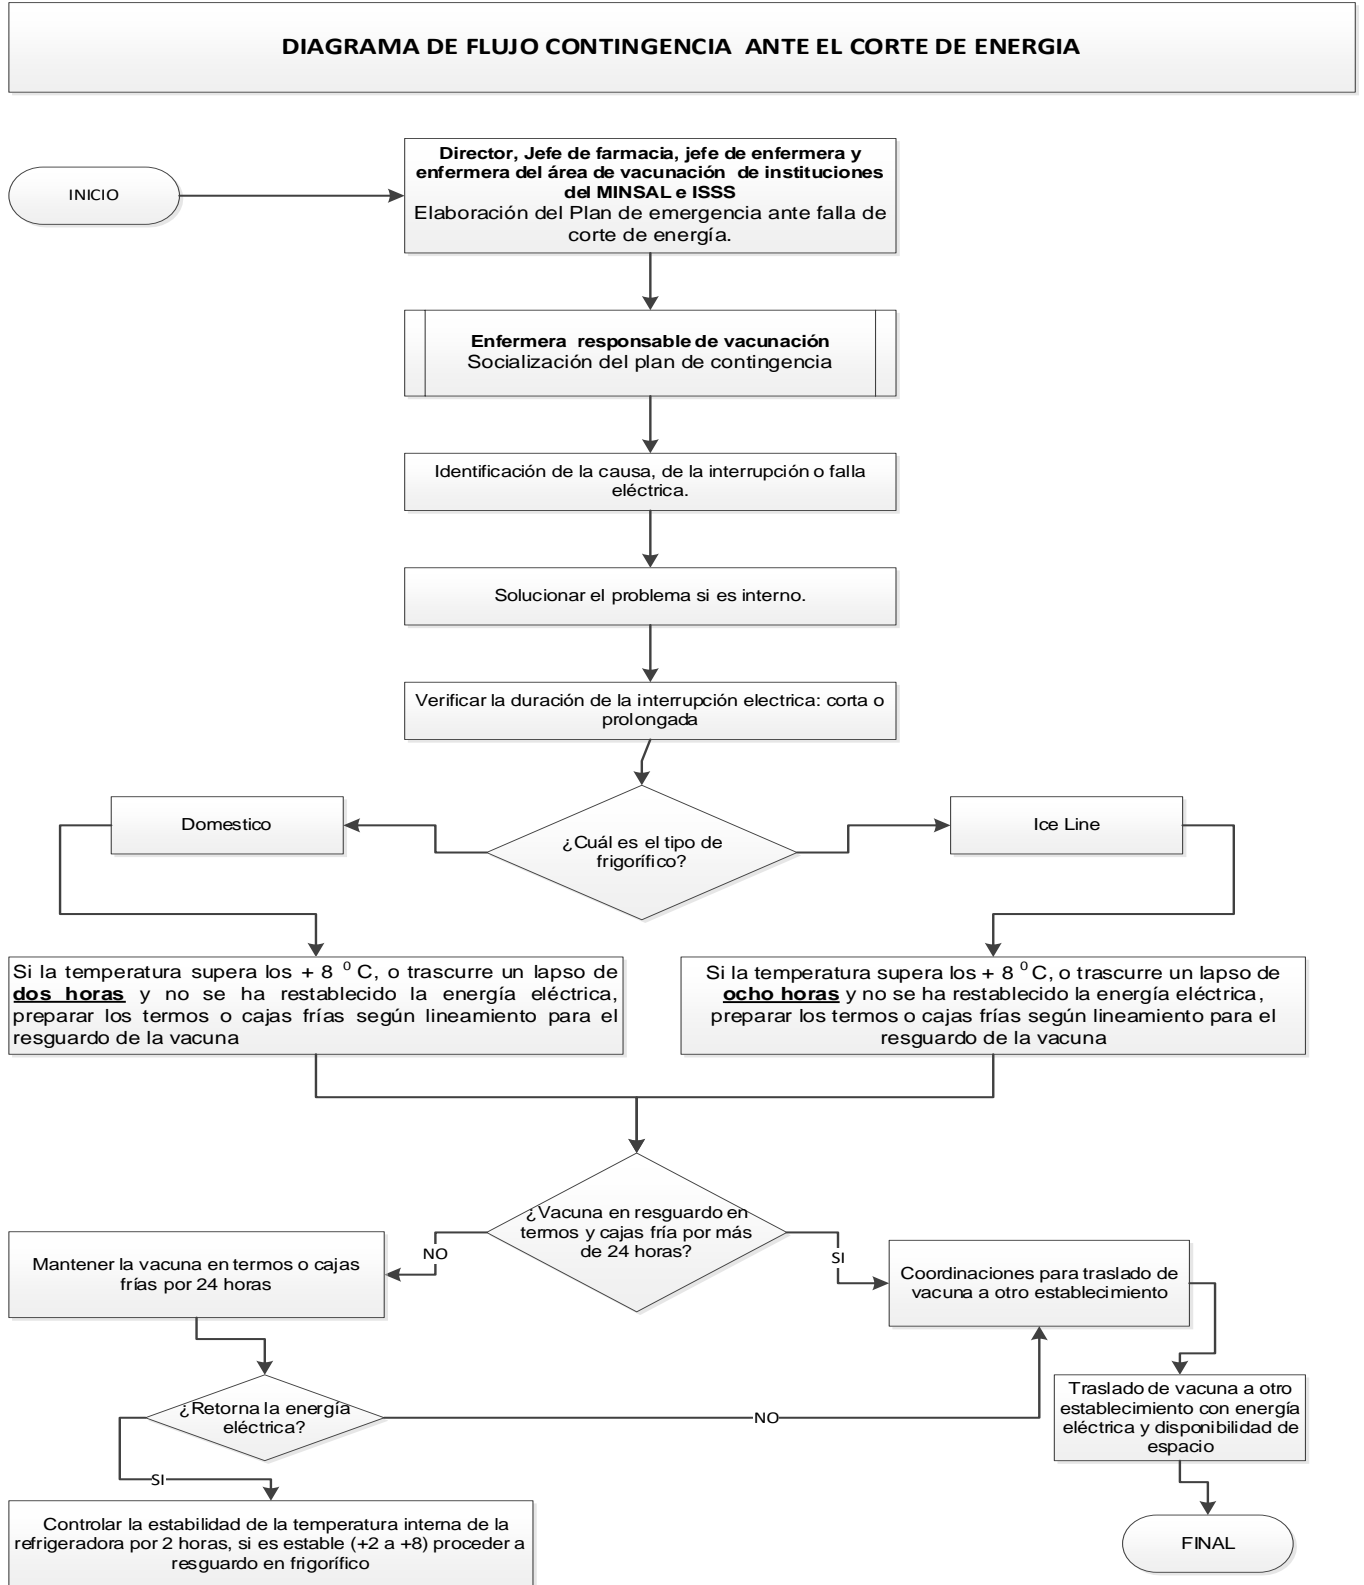 DIAGRAMA DE FLUJO CONTINGENCIA ANTE EL CORTE DE ENERGIA
INICIO
Director, Jefe de farmacia, jefe de enfermera y
enfermera del área de vacunación de instituciones
del MINSAL e ISSS
Elaboración del Plan de emergencia ante falla de
corte de energía.
Enfermera responsable de vacunación
Socialización del plan de contingencia
Identificación de la causa, de la interrupción o falla
eléctrica.
Solucionar el problema si es interno.
Verificar la duración de la interrupción electrica: corta o
prolongada
¿Cuál es el tipo de
frigorífico?
Domestico
Ice Line
Si la temperatura supera los + 8 ⁰ C, o trascurre un lapso de
dos horas y no se ha restablecido la energía eléctrica,
preparar los termos o cajas frías según lineamiento para el
resguardo de la vacuna
Si la temperatura supera los + 8 ⁰ C, o trascurre un lapso de
ocho horas y no se ha restablecido la energía eléctrica,
preparar los termos o cajas frías según lineamiento para el
resguardo de la vacuna
¿Vacuna en resguardo en
termos y cajas fría por más
de 24 horas?
NO
SI
Mantener la vacuna en termos o cajas
frías por 24 horas
Coordinaciones para traslado de
vacuna a otro establecimiento
¿Retorna la energía
eléctrica?
NO
SI
Traslado de vacuna a otro
establecimiento con energía
eléctrica y disponibilidad de
espacio
Controlar la estabilidad de la temperatura interna de la
refrigeradora por 2 horas, si es estable (+2 a +8) proceder a
resguardo en frigorífico
FINAL